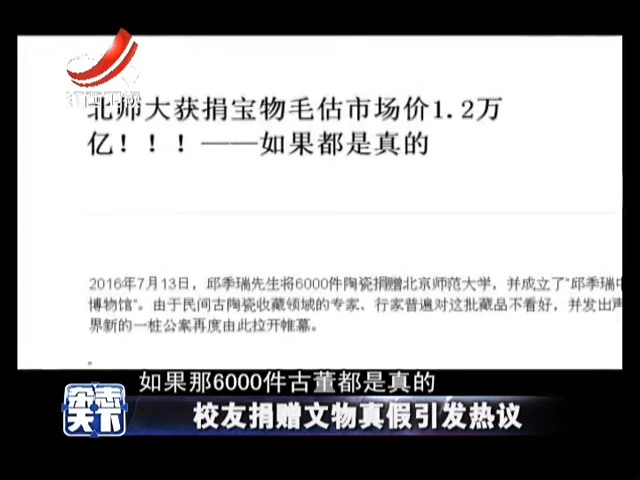 北师大获捐宝物毛估市场价1.2万
亿！！！——如果都是真的
2016年7月13日，邱季瑞先生将6000件陶瓷捐赠北京师范大学，并成立了“邱季瑞中
博物馆”。由于民间古陶瓷收藏领域的专家、行家普遍对这批藏品不看好，并发出声
界新的一桩公案再度由此拉开帷幕。
如果那6000件古董都是真的
杂志天下
校友捐赠文物真假引发热议